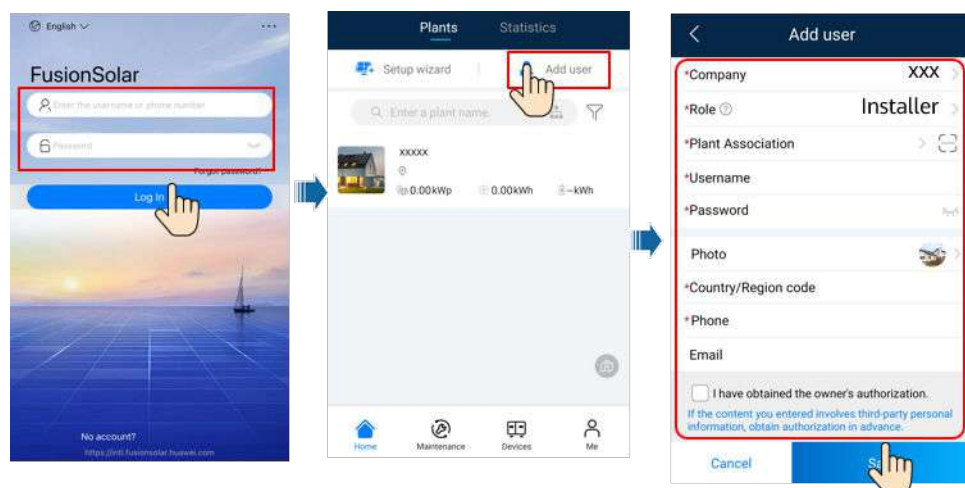 English
FusionSolar
Enter the username or phone number
Password
Forgot password?
Log In
No account?
https://intl.fusionsolar.huawei.com
Plants Statistics
Setup wizard Add user
Enter a plant name.
xxxxx
0.00kWp 0.00kWh --kWh
Home Maintenance Devices Me
Add user
*Company XXX
*Role Installer
*Plant Association
*Username
*Password
Photo
*Country/Region code
*Phone
Email
I have obtained the owner's authorization.
If the content you entered involves third-party personal
information, obtain authorization in advance.
Cancel